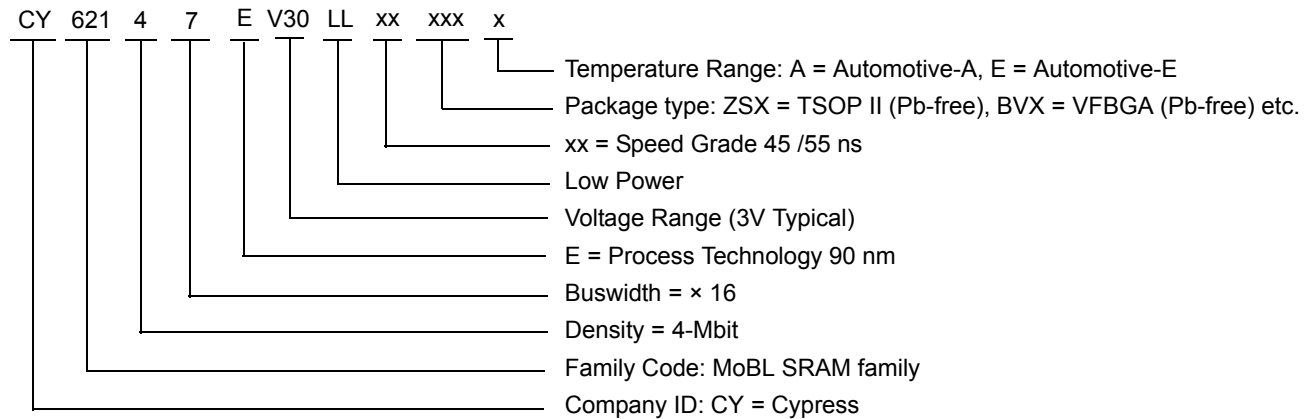 CY 621 4 7 E V30 LL xx xxx x
Temperature Range: A = Automotive-A, E = Automotive-E
Package type: ZSX = TSOP II (Pb-free), BVX = VFBGA (Pb-free) etc.
xx = Speed Grade 45 /55 ns
Low Power
Voltage Range (3V Typical)
E = Process Technology 90 nm
Buswidth = × 16
Density = 4-Mbit
Family Code: MoBL SRAM family
Company ID: CY = Cypress